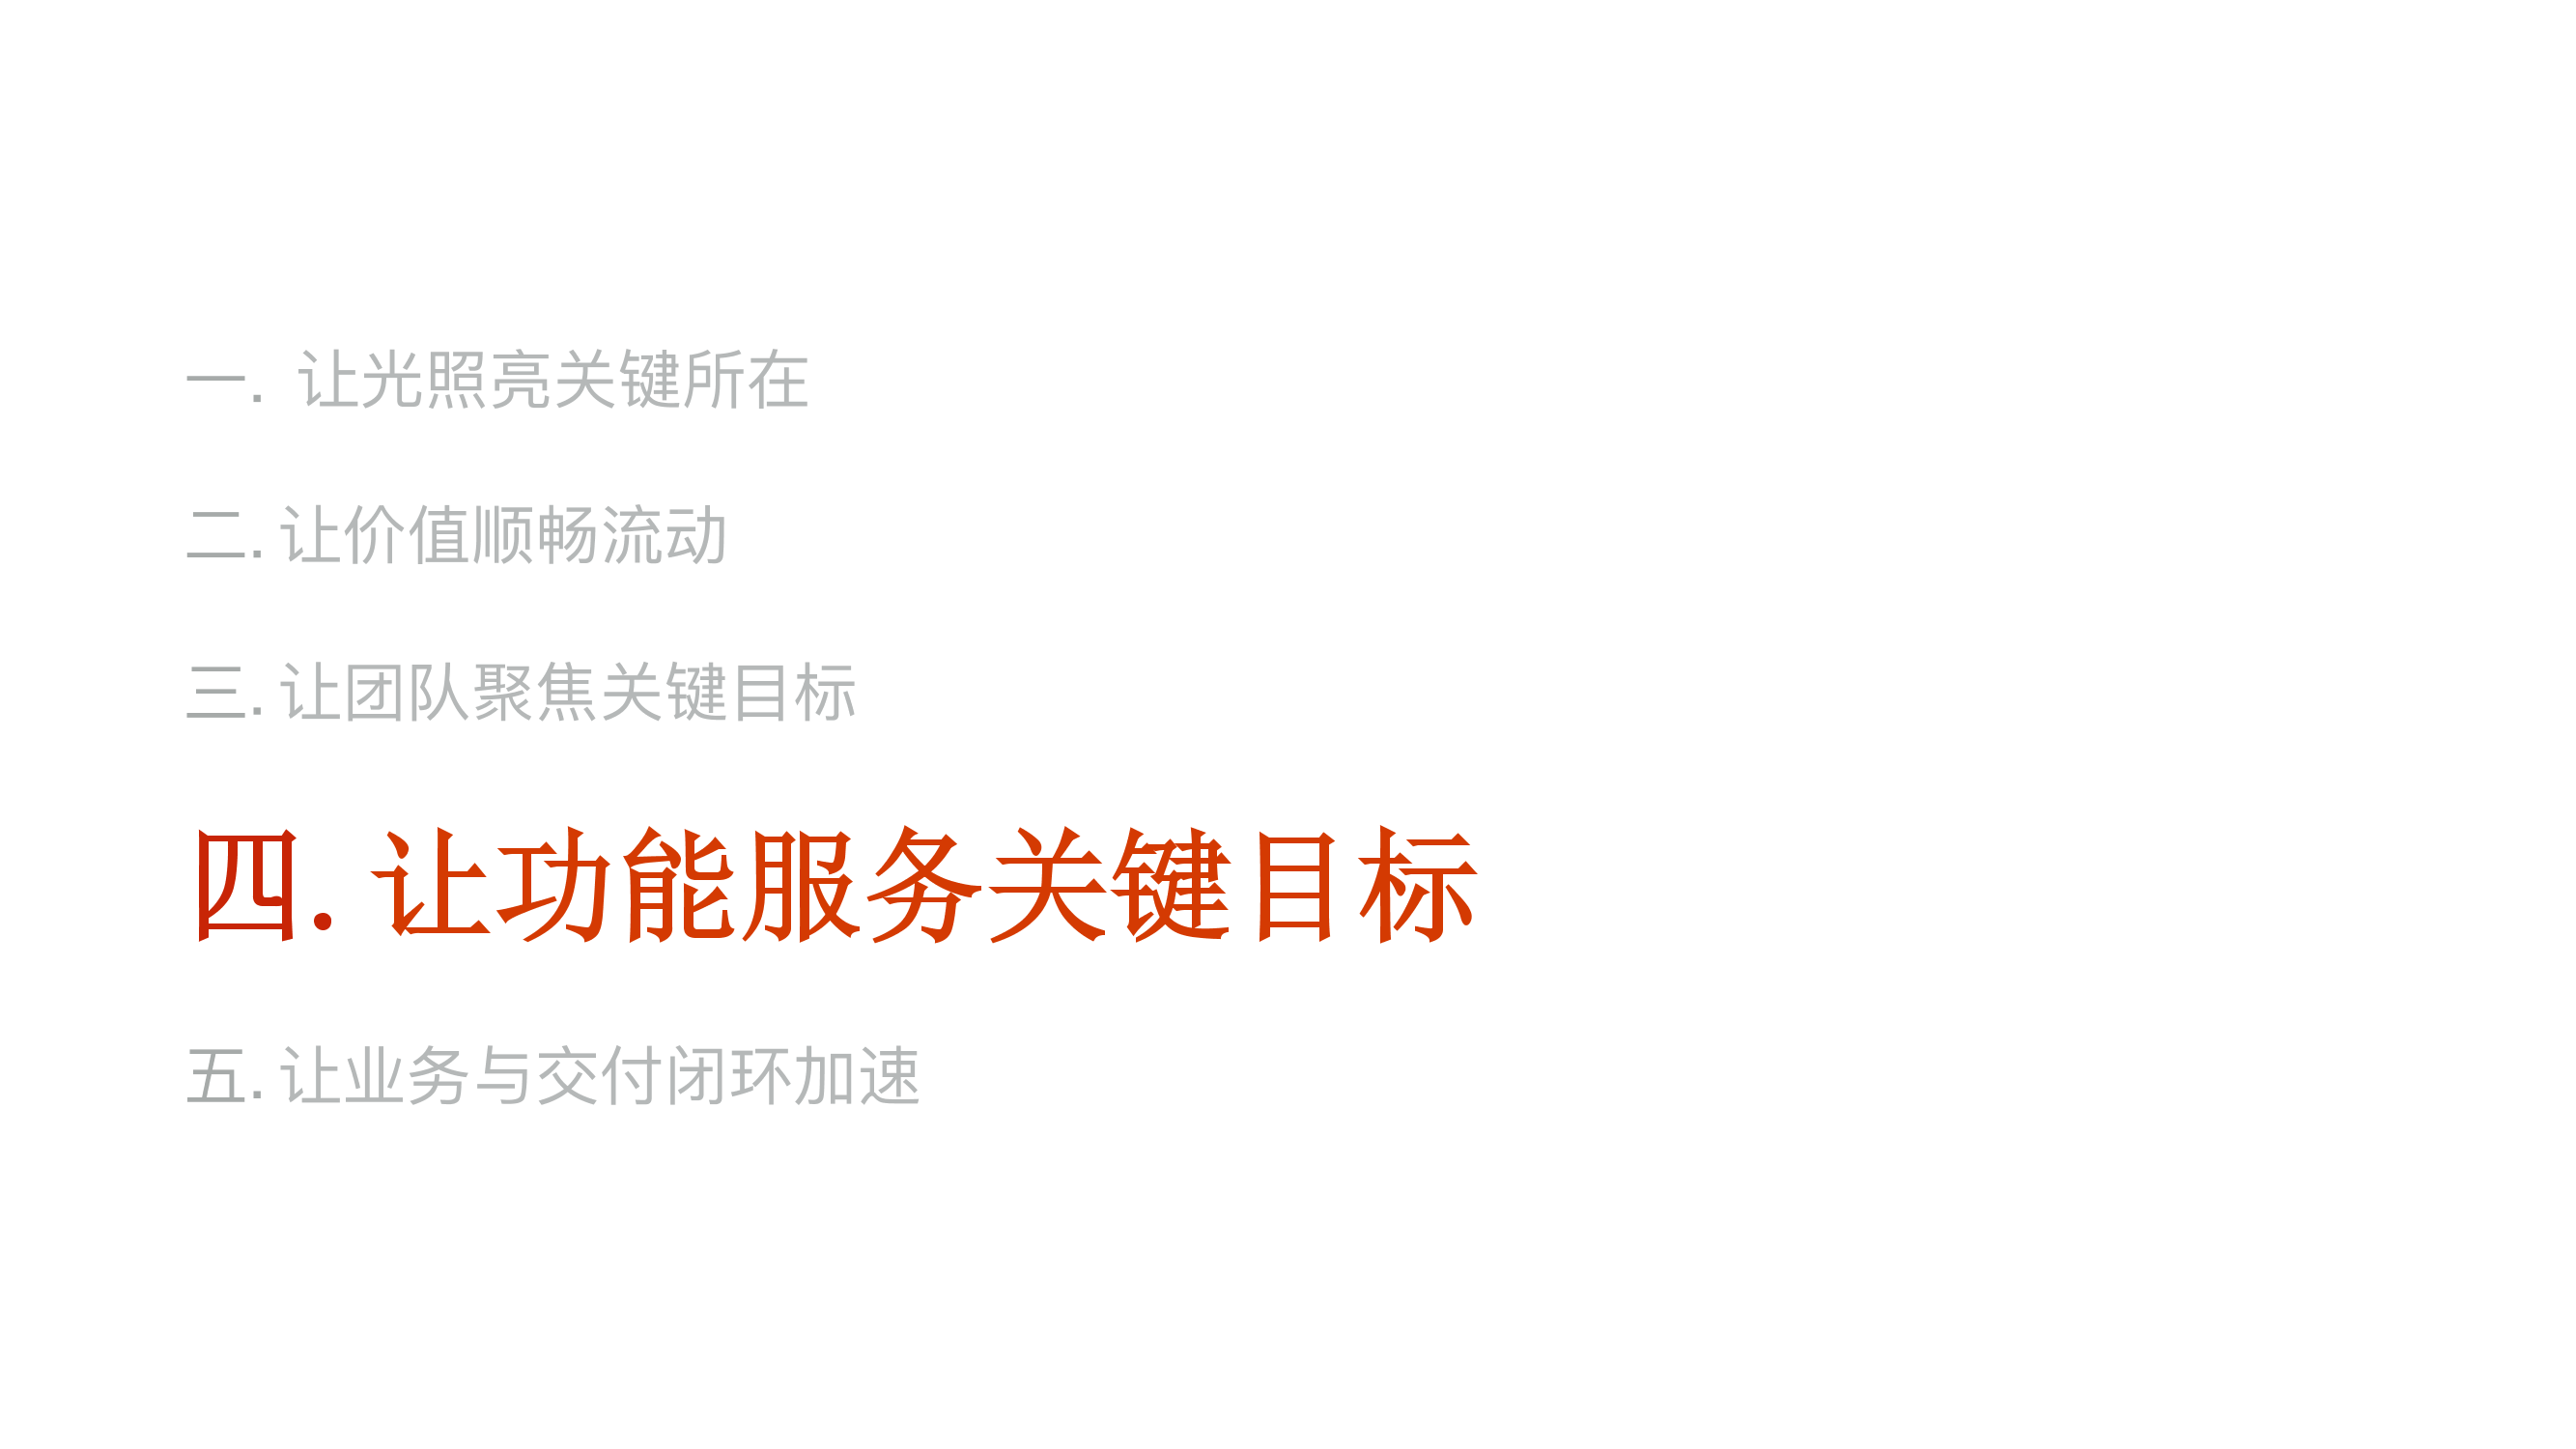 一. 让光照亮关键所在
二. 让价值顺畅流动
三. 让团队聚焦关键目标
四. 让功能服务关键目标
五. 让业务与交付闭环加速